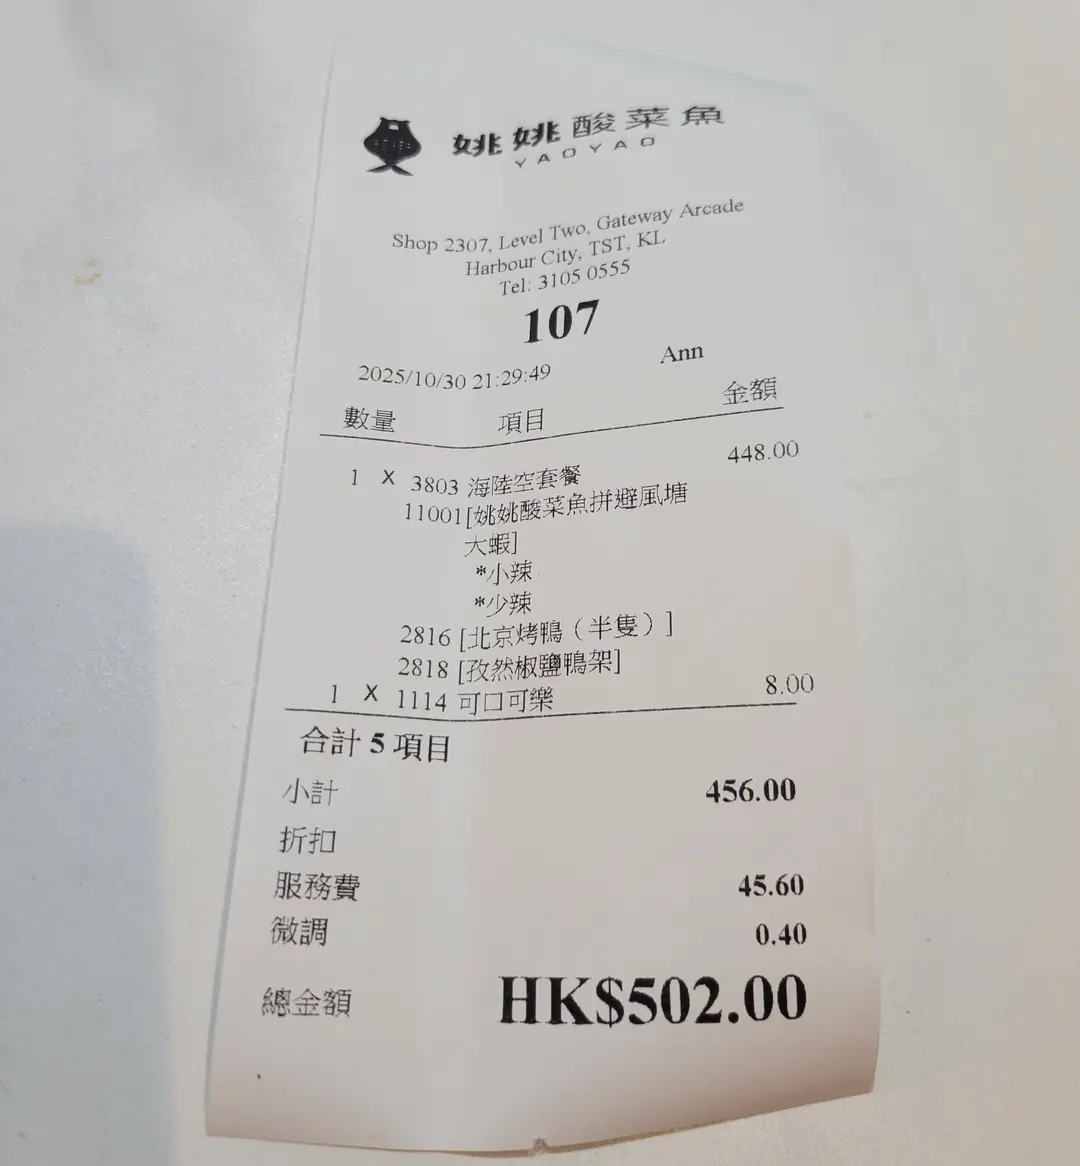 姚姚酸菜魚
YAOYAO
Shop 2307, Level Two, Gateway Arcade
Harbour City, TST, KL
Tel: 3105 0555
107
2025/10/30 21:29:49 Ann
數量 項目 金額
1 X 3803 海陸空套餐 448.00
11001[姚姚酸菜魚拼避風塘
大蝦]
*小辣
*少辣
2816 [北京烤鴨（半隻）]
2818 [孜然椒鹽鴨架]
1 X 1114 可口可樂 8.00
合計 5 項目
小計 456.00
折扣
服務費 45.60
微調 0.40
總金額 HK$502.00